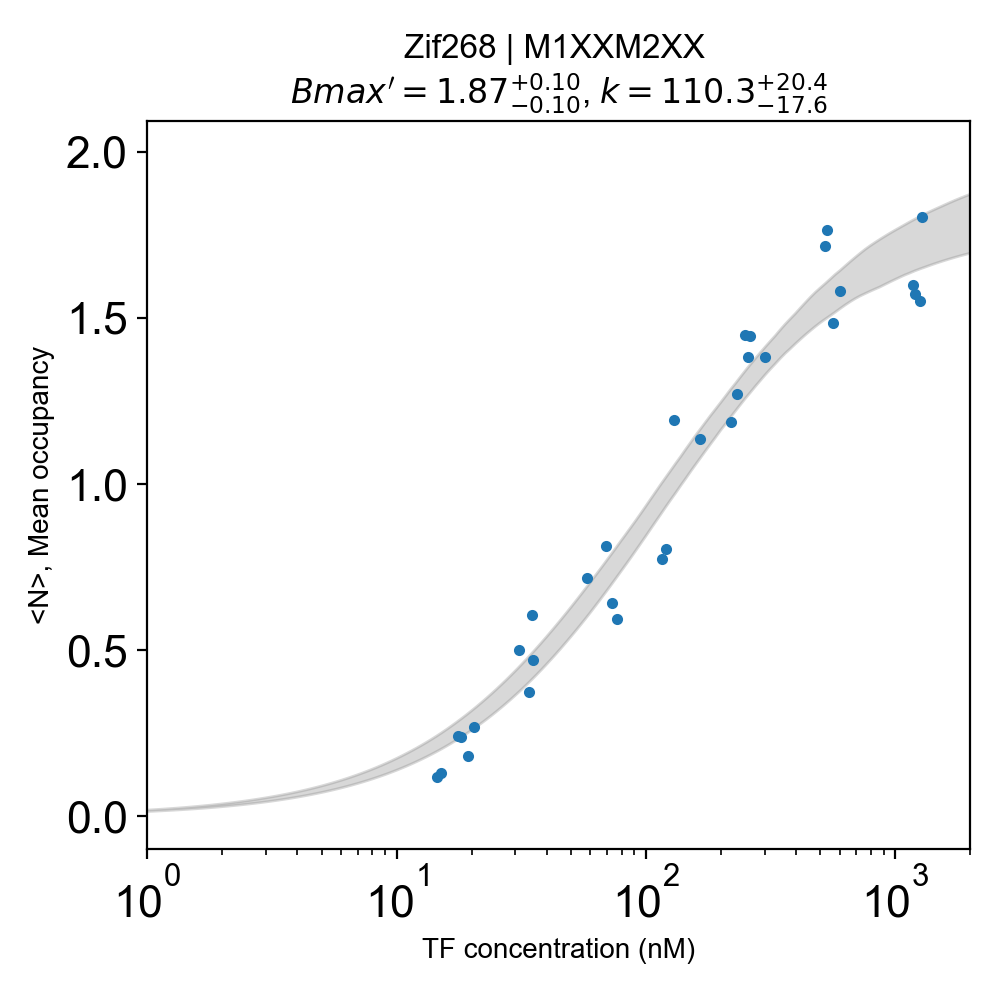 Zif268 | M1XXM2XX
Bmax′ = 1.87 +0.10 −0.10, k = 110.3 +20.4 −17.6
2.0
1.5
1.0
0.5
0.0
<N>, Mean occupancy
10^0 10^1 10^2 10^3
TF concentration (nM)